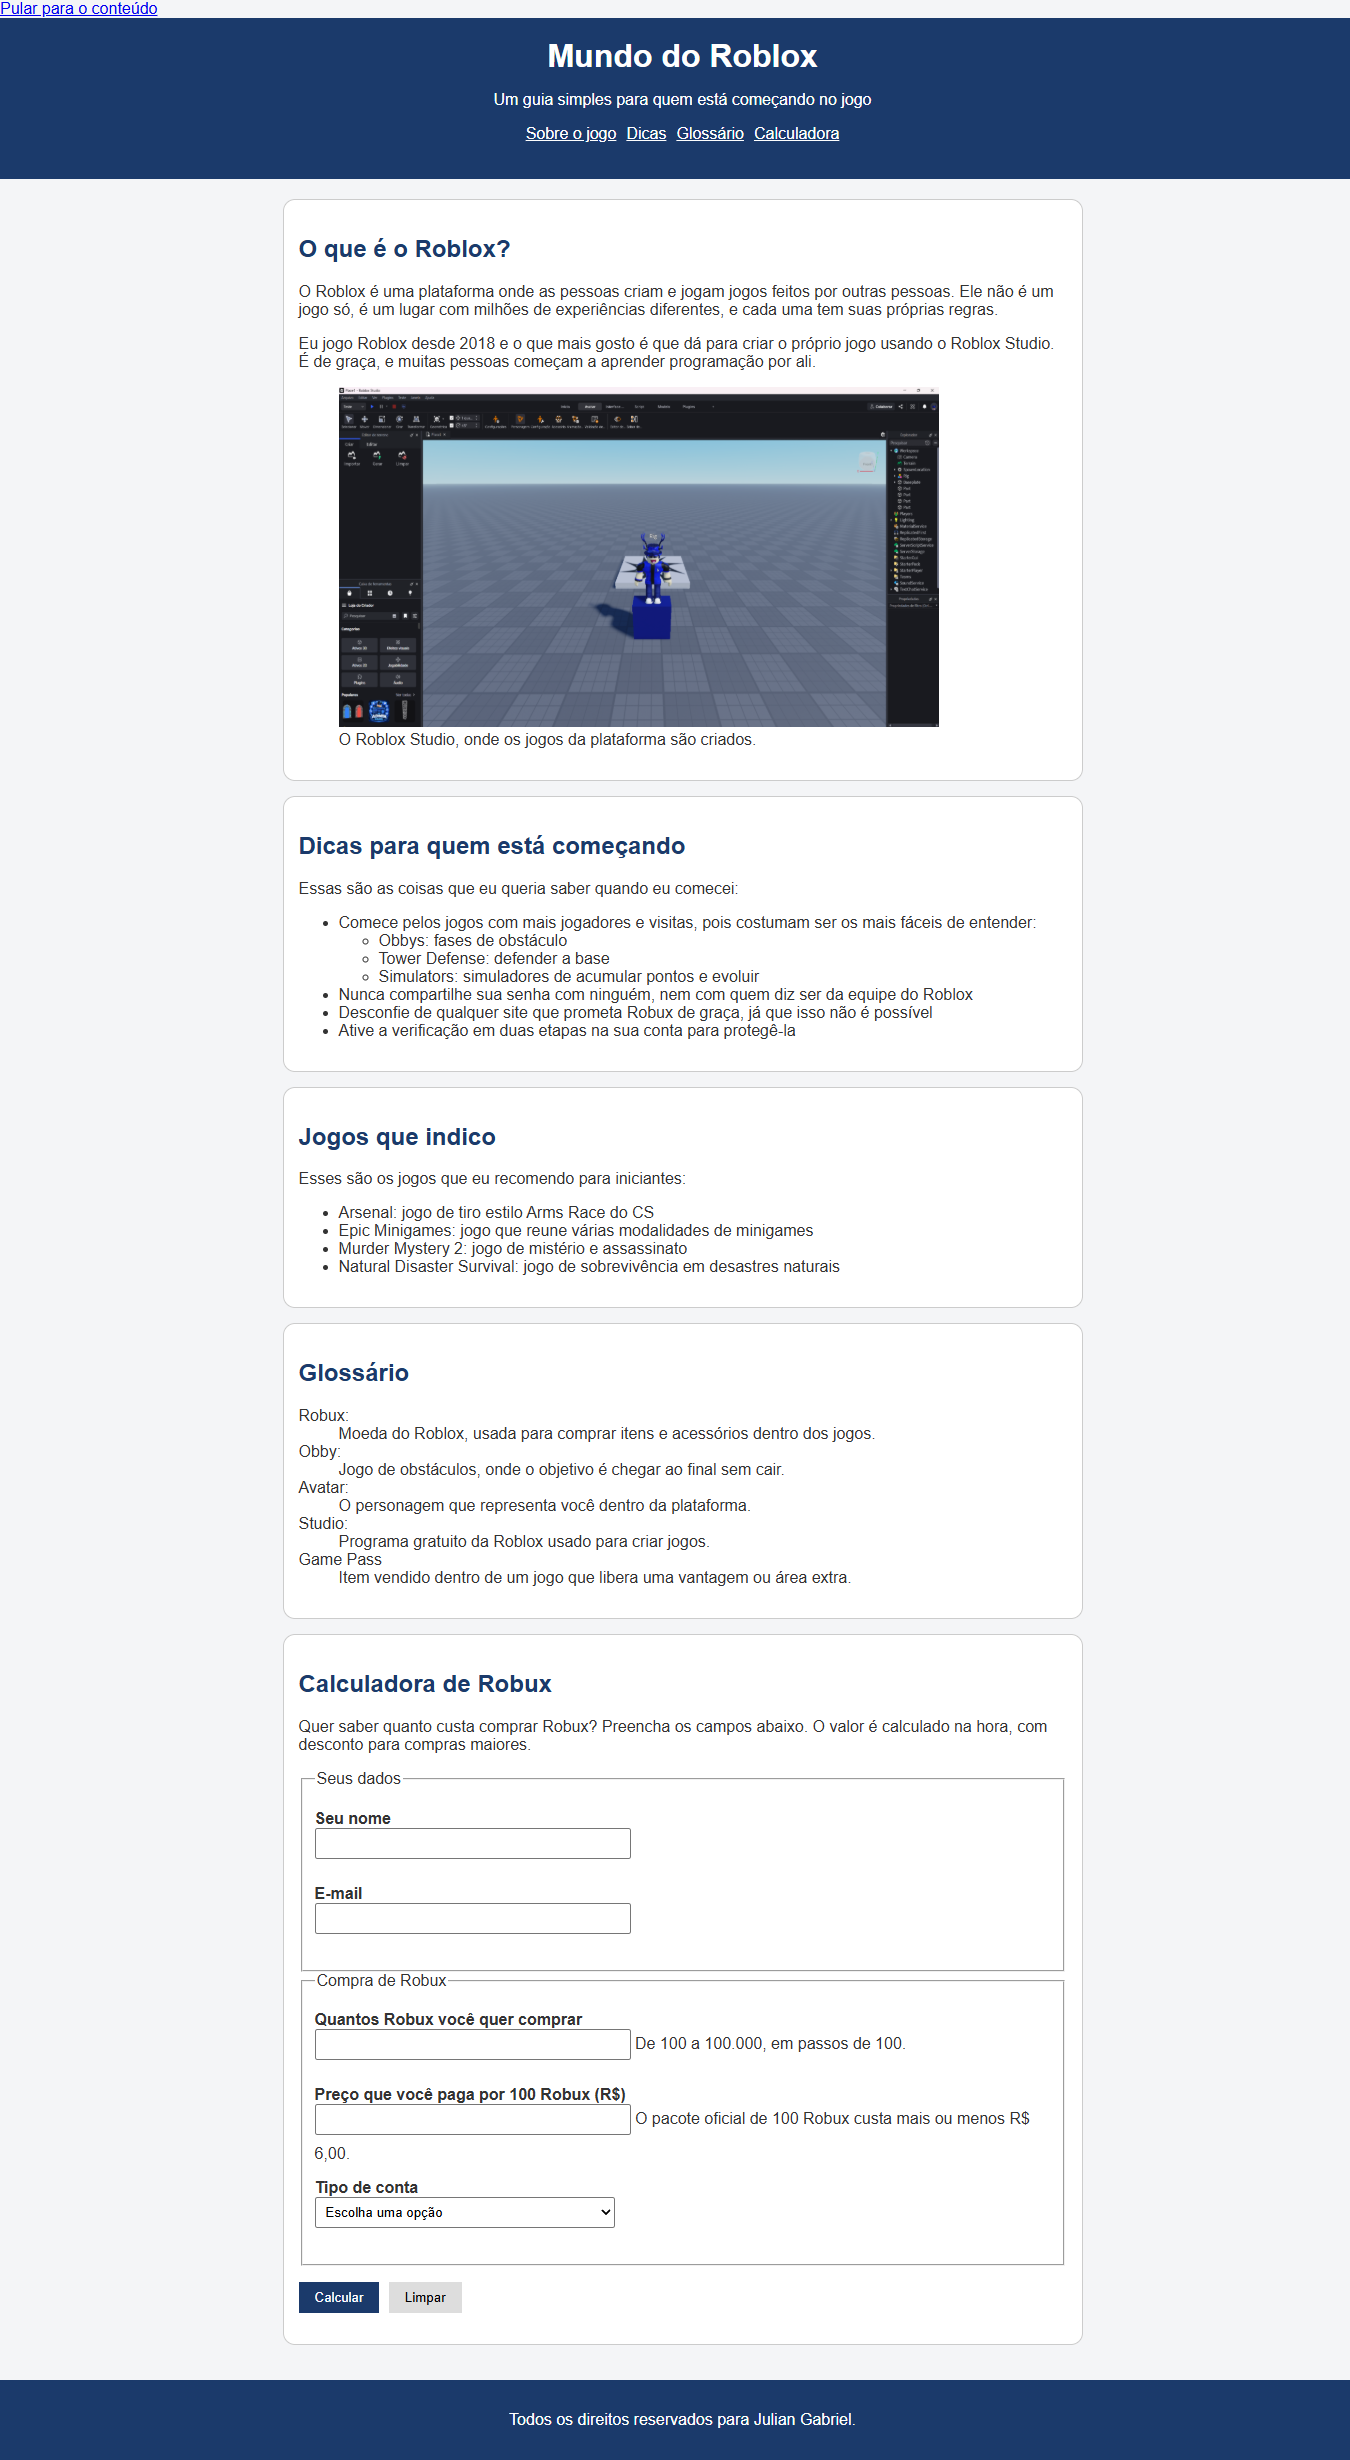 Pular para o conteúdo
Mundo do Roblox
Um guia simples para quem está começando no jogo
Sobre o jogo Dicas Glossário Calculadora
O que é o Roblox?
O Roblox é uma plataforma onde as pessoas criam e jogam jogos feitos por outras pessoas. Ele não é um
jogo só, é um lugar com milhões de experiências diferentes, e cada uma tem suas próprias regras.
Eu jogo Roblox desde 2018 e o que mais gosto é que dá para criar o próprio jogo usando o Roblox Studio.
É de graça, e muitas pessoas começam a aprender programação por ali.
O Roblox Studio, onde os jogos da plataforma são criados.
Dicas para quem está começando
Essas são as coisas que eu queria saber quando eu comecei:
Comece pelos jogos com mais jogadores e visitas, pois costumam ser os mais fáceis de entender:
Obbys: fases de obstáculo
Tower Defense: defender a base
Simulators: simuladores de acumular pontos e evoluir
Nunca compartilhe sua senha com ninguém, nem com quem diz ser da equipe do Roblox
Desconfie de qualquer site que prometa Robux de graça, já que isso não é possível
Ative a verificação em duas etapas na sua conta para protegê-la
Jogos que indico
Esses são os jogos que eu recomendo para iniciantes:
Arsenal: jogo de tiro estilo Arms Race do CS
Epic Minigames: jogo que reune várias modalidades de minigames
Murder Mystery 2: jogo de mistério e assassinato
Natural Disaster Survival: jogo de sobrevivência em desastres naturais
Glossário
Robux:
Moeda do Roblox, usada para comprar itens e acessórios dentro dos jogos.
Obby:
Jogo de obstáculos, onde o objetivo é chegar ao final sem cair.
Avatar:
O personagem que representa você dentro da plataforma.
Studio:
Programa gratuito da Roblox usado para criar jogos.
Game Pass
Item vendido dentro de um jogo que libera uma vantagem ou área extra.
Calculadora de Robux
Quer saber quanto custa comprar Robux? Preencha os campos abaixo. O valor é calculado na hora, com
desconto para compras maiores.
Seus dados
Seu nome
E-mail
Compra de Robux
Quantos Robux você quer comprar
De 100 a 100.000, em passos de 100.
Preço que você paga por 100 Robux (R$)
O pacote oficial de 100 Robux custa mais ou menos R$
6,00.
Tipo de conta
Escolha uma opção
Calcular Limpar
Todos os direitos reservados para Julian Gabriel.